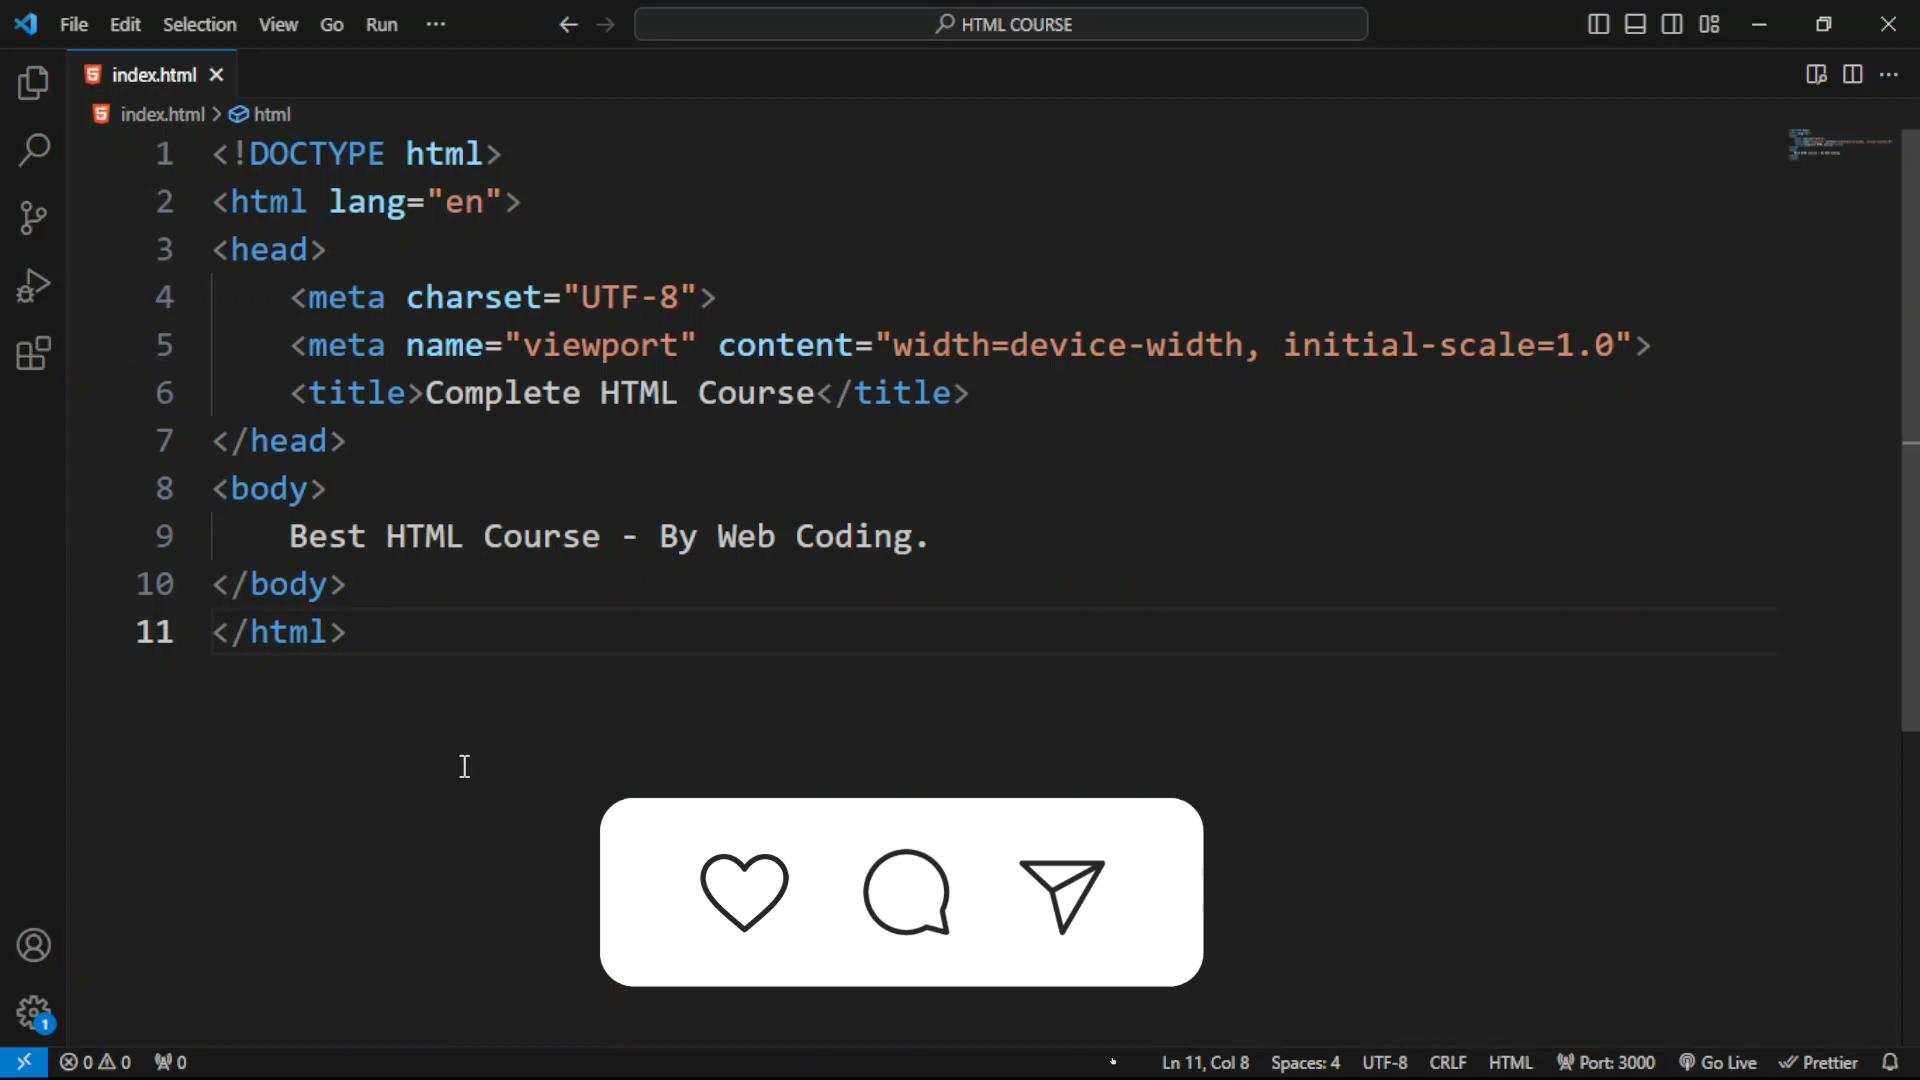 File Edit Selection View Go Run ··· HTML COURSE
index.html
index.html > html
1 <!DOCTYPE html>
2 <html lang="en">
3 <head>
4     <meta charset="UTF-8">
5     <meta name="viewport" content="width=device-width, initial-scale=1.0">
6     <title>Complete HTML Course</title>
7 </head>
8 <body>
9     Best HTML Course - By Web Coding.
10 </body>
11 </html>
1
0 0 0 Ln 11, Col 8 Spaces: 4 UTF-8 CRLF HTML Port: 3000 Go Live Prettier